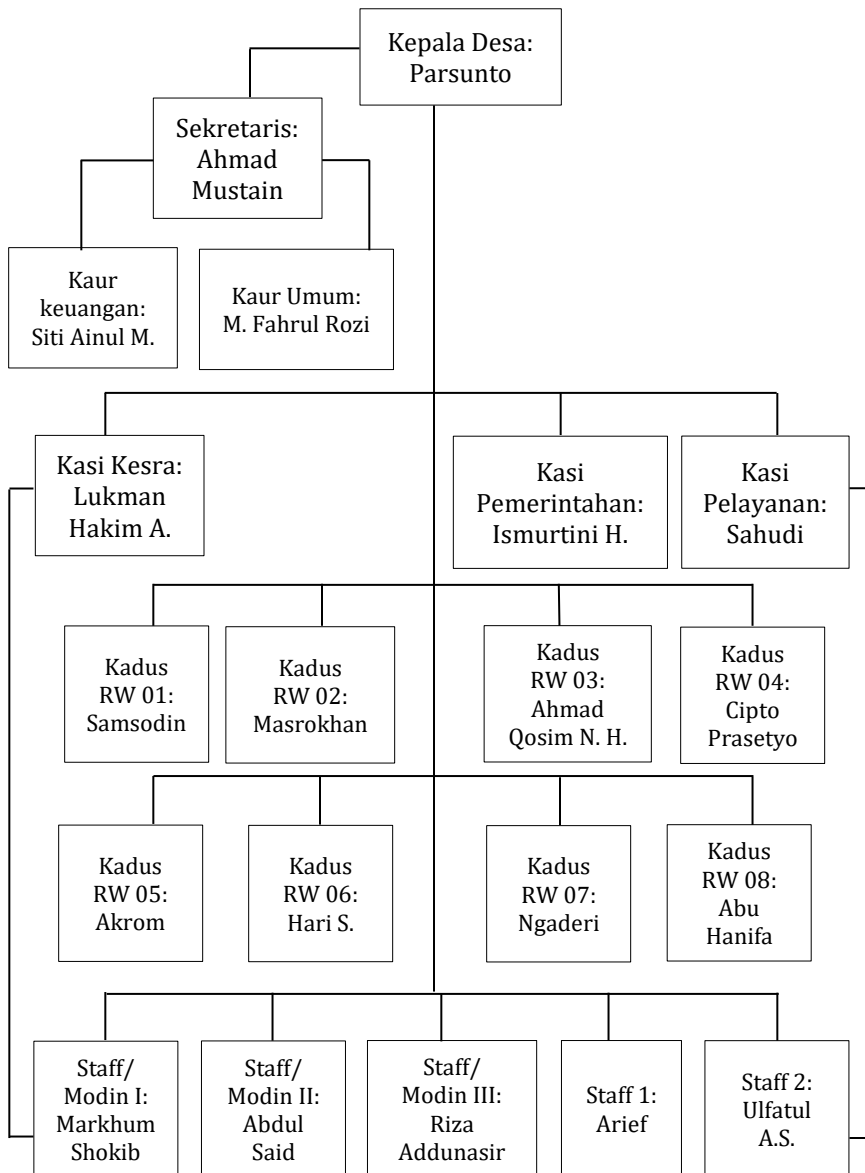 Kepala Desa:
Parsunto
Sekretaris:
Ahmad
Mustain
Kaur
keuangan:
Siti Ainul M.
Kaur Umum:
M. Fahrul Rozi
Kasi Kesra:
Lukman
Hakim A.
Kasi
Pemerintahan:
Ismurtini H.
Kasi
Pelayanan:
Sahudi
Kadus
RW 01:
Samsodin
Kadus
RW 02:
Masrokhan
Kadus
RW 03:
Ahmad
Qosim N. H.
Kadus
RW 04:
Cipto
Prasetyo
Kadus
RW 05:
Akrom
Kadus
RW 06:
Hari S.
Kadus
RW 07:
Ngaderi
Kadus
RW 08:
Abu
Hanifa
Staff/
Modin I:
Markhum
Shokib
Staff/
Modin II:
Abdul
Said
Staff/
Modin III:
Riza
Addunasir
Staff 1:
Arief
Staff 2:
Ulfatul
A.S.